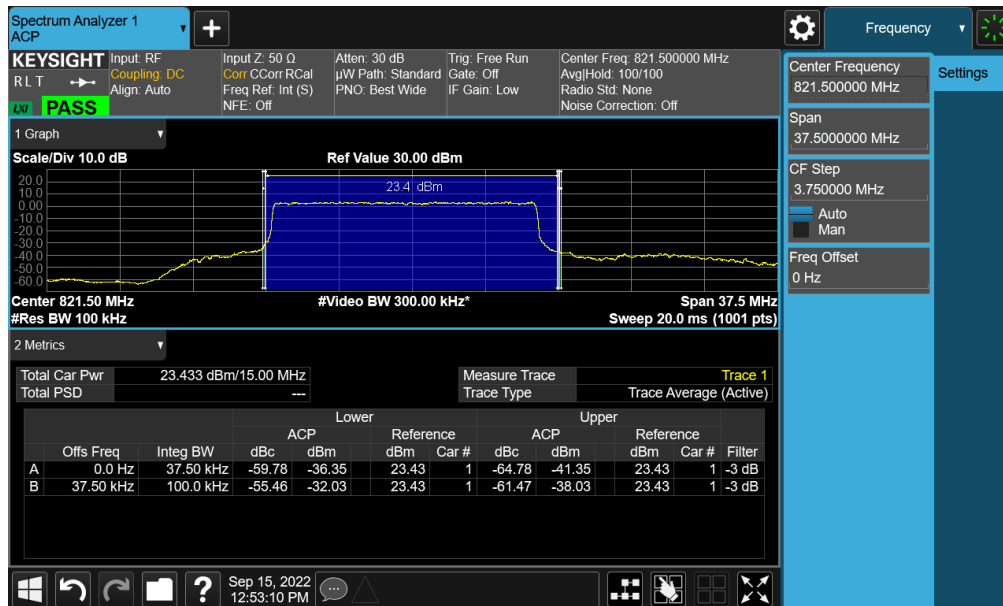 Spectrum Analyzer 1
ACP
+
Frequency
KEYSIGHT
R L T
LXI PASS
Input: RF
Coupling: DC
Align: Auto
Input Z: 50 Ω
Corr CCorr RCal
Freq Ref: Int (S)
NFE: Off
Atten: 30 dB
µW Path: Standard
PNO: Best Wide
Trig: Free Run
Gate: Off
IF Gain: Low
Center Freq: 821.500000 MHz
Avg|Hold: 100/100
Radio Std: None
Noise Correction: Off
Center Frequency
821.500000 MHz
Settings
Span
37.5000000 MHz
CF Step
3.750000 MHz
Auto
Man
Freq Offset
0 Hz
1 Graph
Scale/Div 10.0 dB Ref Value 30.00 dBm
23.4 dBm
20.0
10.0
0.00
-10.0
-20.0
-30.0
-40.0
-50.0
-60.0
Center 821.50 MHz #Video BW 300.00 kHz* Span 37.5 MHz
#Res BW 100 kHz Sweep 20.0 ms (1001 pts)
2 Metrics
Total Car Pwr 23.433 dBm/15.00 MHz Measure Trace Trace 1
Total PSD --- Trace Type Trace Average (Active)
Lower Upper
ACP Reference ACP Reference
Offs Freq Integ BW dBc dBm dBm Car # dBc dBm dBm Car # Filter
A 0.0 Hz 37.50 kHz -59.78 -36.35 23.43 1 -64.78 -41.35 23.43 1 -3 dB
B 37.50 kHz 100.0 kHz -55.46 -32.03 23.43 1 -61.47 -38.03 23.43 1 -3 dB
? Sep 15, 2022
12:53:10 PM